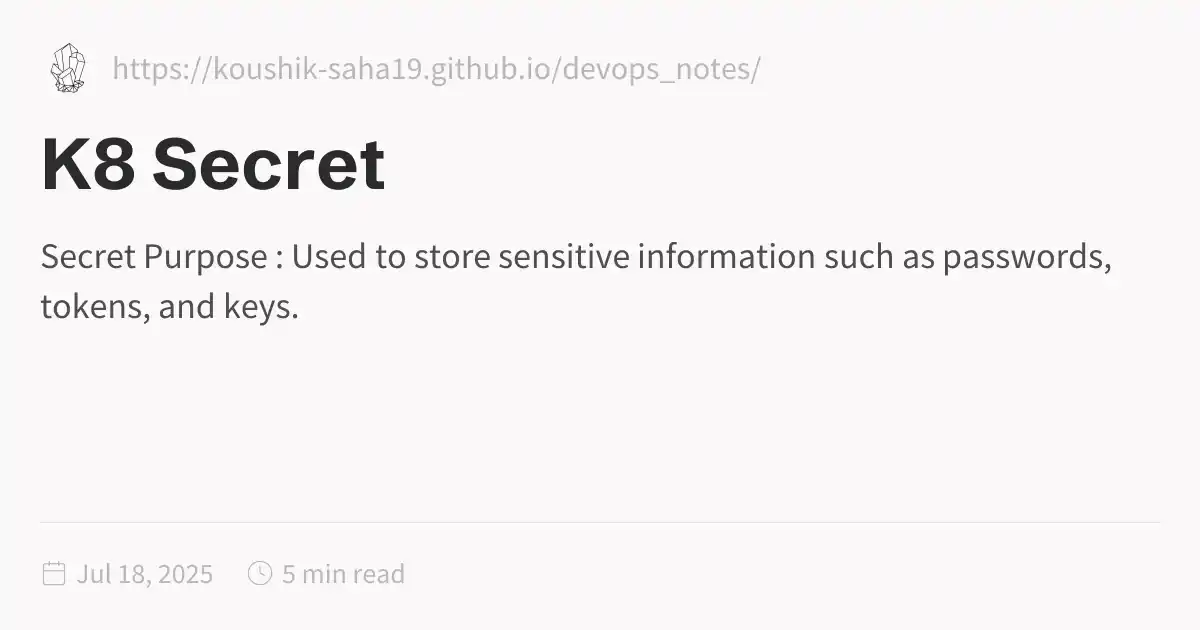 https://koushik-saha19.github.io/devops_notes/
K8 Secret
Secret Purpose : Used to store sensitive information such as passwords,
tokens, and keys.
Jul 18, 2025 5 min read